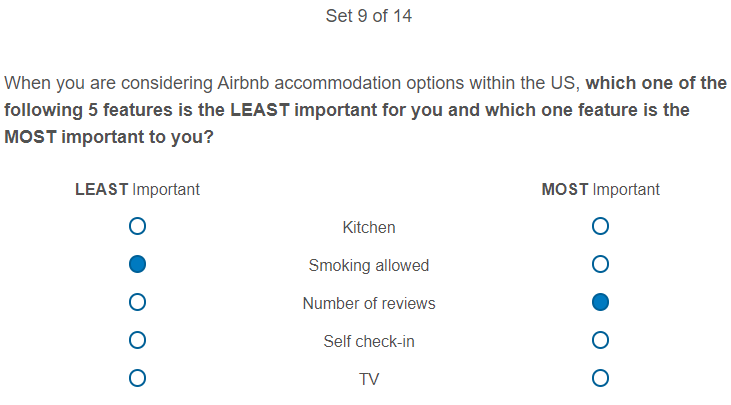 Set 9 of 14
When you are considering Airbnb accommodation options within the US, which one of the
following 5 features is the LEAST important for you and which one feature is the
MOST important to you?
LEAST Important MOST Important
Kitchen
Smoking allowed
Number of reviews
Self check-in
TV